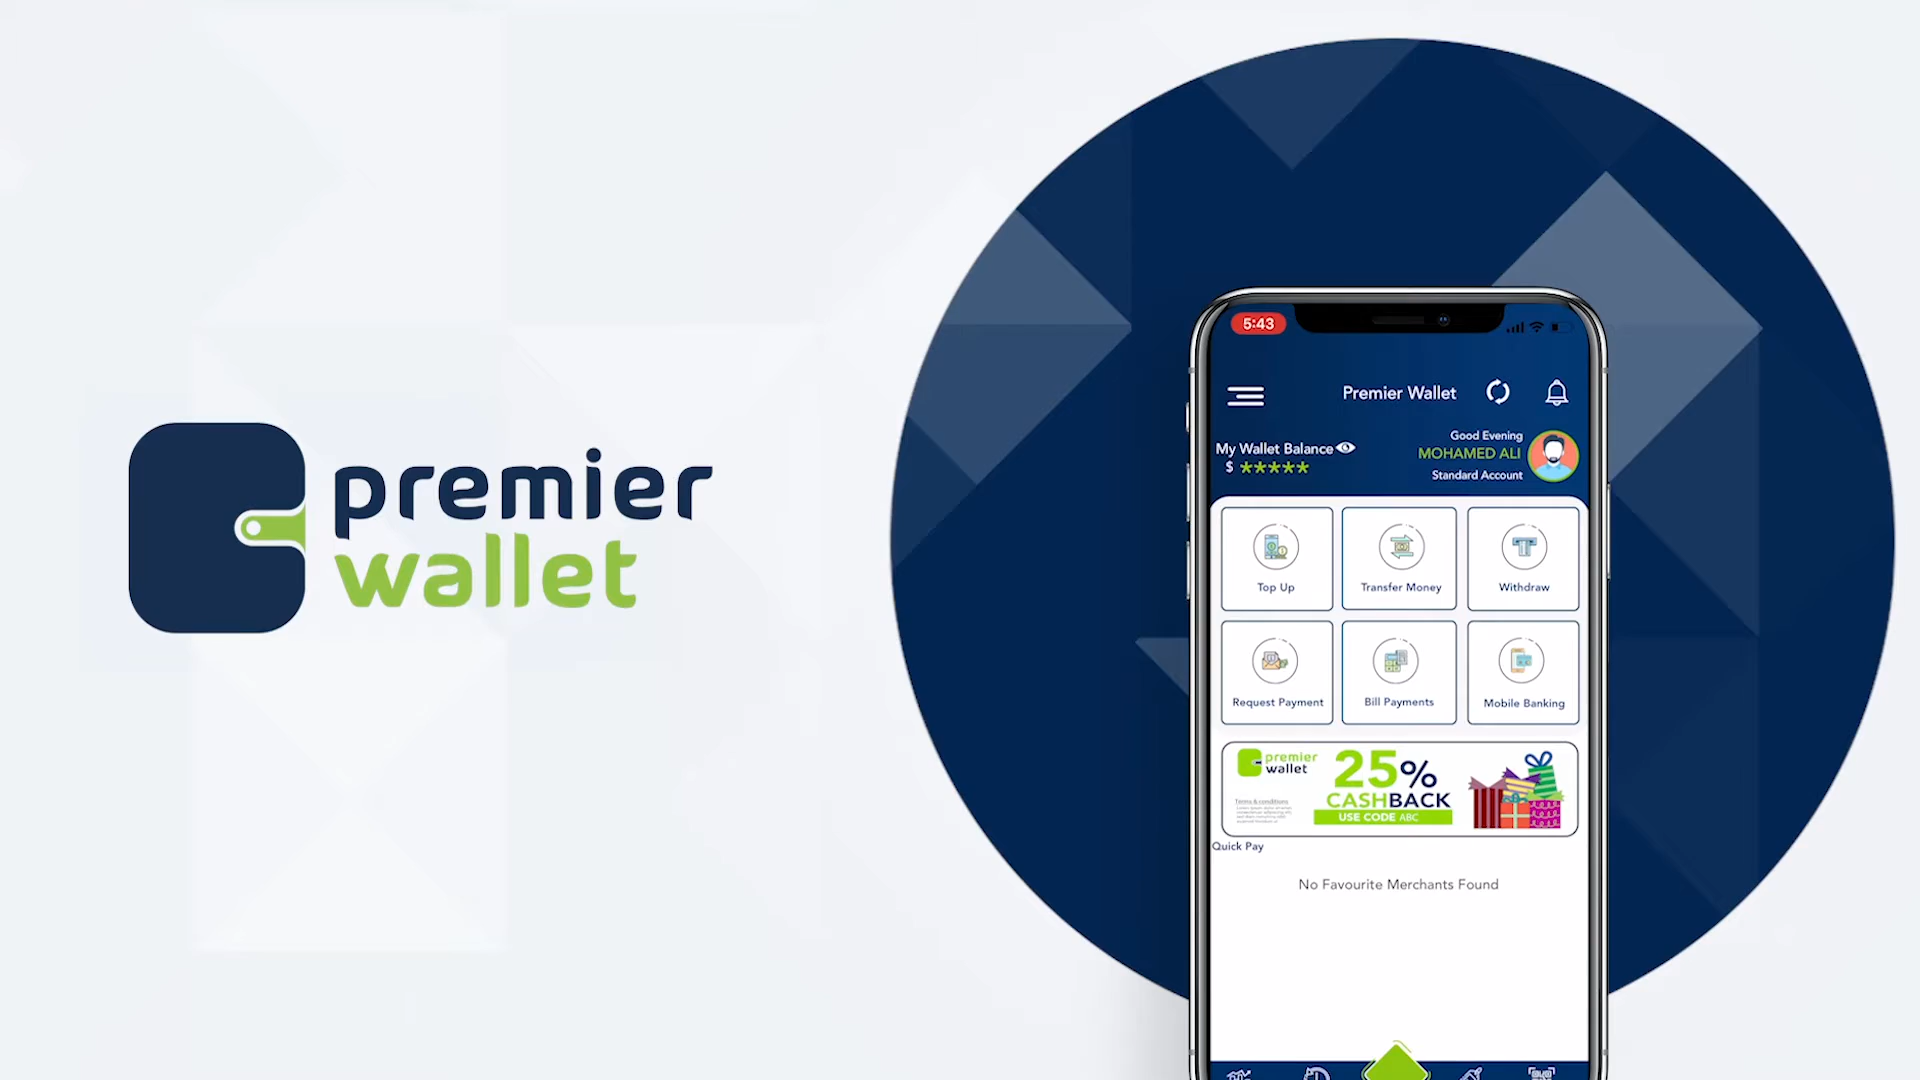 premier
wallet
5:43
Premier Wallet
My Wallet Balance
$ *****
Good Evening
MOHAMED ALI
Standard Account
Top Up
Transfer Money
Withdraw
Request Payment
Bill Payments
Mobile Banking
premier
wallet
Terms & conditions
25%
CASHBACK
USE CODE ABC
Quick Pay
No Favourite Merchants Found